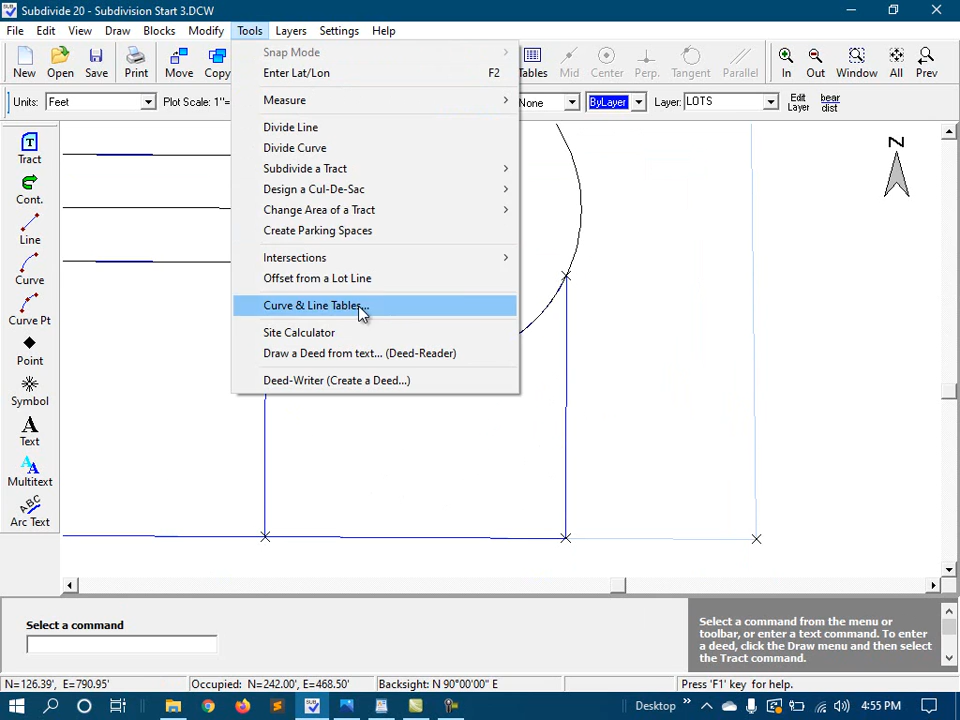 Subdivide 20 - Subdivision Start 3.DCW
File Edit View Draw Blocks Modify Tools Layers Settings Help
New Open Save Print Move Copy Tables Mid Center Perp. Tangent Parallel In Out Window All Prev
Units: Feet Plot Scale: 1"= None ByLayer Layer: LOTS Edit Layer bear dist
Snap Mode
Enter Lat/Lon F2
Measure
Divide Line
Divide Curve
Subdivide a Tract
Design a Cul-De-Sac
Change Area of a Tract
Create Parking Spaces
Intersections
Offset from a Lot Line
Curve & Line Tables...
Site Calculator
Draw a Deed from text... (Deed-Reader)
Deed-Writer (Create a Deed...)
T
Tract
Cont.
Line
Curve
Curve Pt
Point
Symbol
A
Text
Multitext
ABC
Arc Text
N
Select a command
Select a command from the menu or
toolbar, or enter a text command. To enter
a deed, click the Draw menu and then select
the Tract command.
N=126.39', E=790.95' Occupied: N=242.00' E=468.50' Backsight: N 90°00'00" E Press 'F1' key for help.
Desktop 4:55 PM